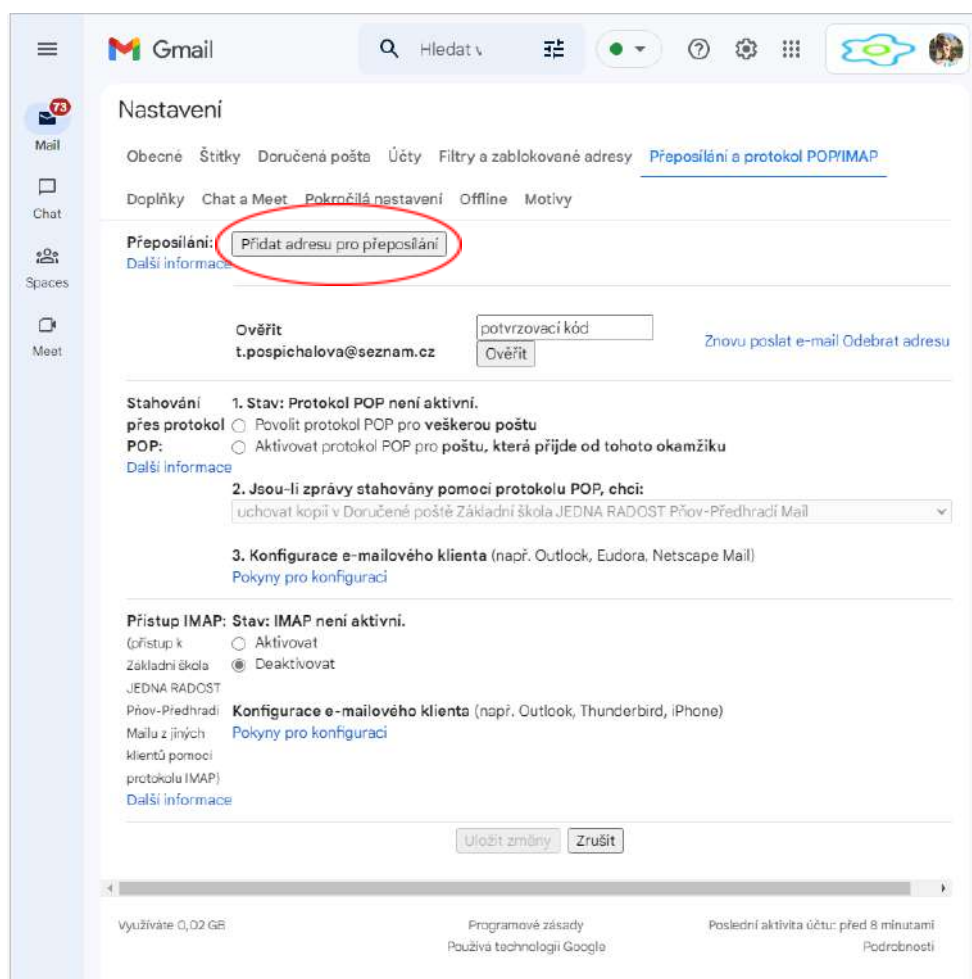 Gmail
Hledat v
73
Mail
Chat
Spaces
Meet
Nastavení
Obecné Štítky Doručená pošta Účty Filtry a zablokované adresy Přeposílání a protokol POP/IMAP
Doplňky Chat a Meet Pokročilá nastavení Offline Motivy
Přeposílání: Přidat adresu pro přeposílání
Další informace
Ověřit potvrzovací kód
t.pospichalova@seznam.cz Ověřit
Znovu poslat e-mail Odebrat adresu
Stahování 1. Stav: Protokol POP není aktivní.
přes protokol Povolit protokol POP pro veškerou poštu
POP: Aktivovat protokol POP pro poštu, která přijde od tohoto okamžiku
Další informace
2. Jsou-li zprávy stahovány pomocí protokolu POP, chci:
uchovat kopii v Doručené poště Základní škola JEDNA RADOST Pňov-Předhradí Mail
3. Konfigurace e-mailového klienta (např. Outlook, Eudora, Netscape Mail)
Pokyny pro konfiguraci
Přístup IMAP: Stav: IMAP není aktivní.
(přístup k Aktivovat
Základní škola Deaktivovat
JEDNA RADOST
Pňov-Předhradí Konfigurace e-mailového klienta (např. Outlook, Thunderbird, iPhone)
Mailu z jiných Pokyny pro konfiguraci
klientů pomocí
protokolu IMAP)
Další informace
Uložit změny Zrušit
Využíváte 0,02 GB Programové zásady Poslední aktivita účtu: před 8 minutami
Používá technologii Google Podrobnosti